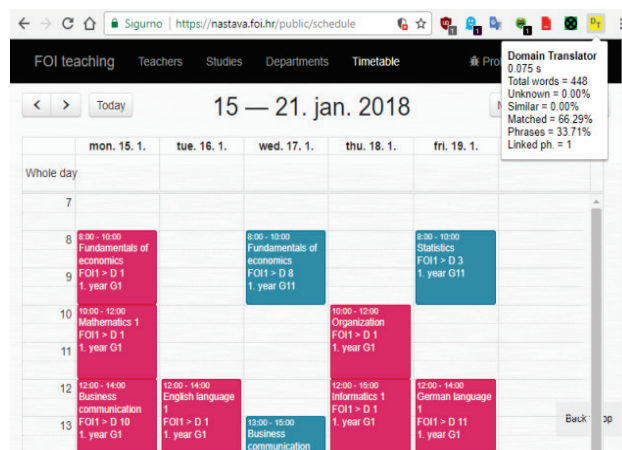 Sigurno | https://nastava.foi.hr/public/schedule
1
1
1
D T
FOI teaching Teachers Studies Departments Timetable Pro
Domain Translator
0.075 s
Total words = 448
Unknown = 0.00%
Similar = 0.00%
Matched = 66.29%
Phrases = 33.71%
Linked ph. = 1
< > Today 15 — 21. jan. 2018
mon. 15. 1. tue. 16. 1. wed. 17. 1. thu. 18. 1. fri. 19. 1.
Whole day
7
8
9
10
11
12
13
8:00 - 10:00
Fundamentals of
economics
FOI1 > D 1
1. year G1
10:00 - 12:00
Mathematics 1
FOI1 > D 1
1. year G1
12:00 - 14:00
Business
communication
FOI1 > D 10
1. year G1
12:00 - 14:00
English language
1
FOI1 > D 1
1. year G1
8:00 - 10:00
Fundamentals of
economics
FOI1 > D 8
1. year G11
13:00 - 15:00
Business
communication
10:00 - 12:00
Organization
FOI1 > D 1
1. year G1
12:00 - 15:00
Informatics 1
FOI1 > D 1
1. year G1
8:00 - 10:00
Statistics
FOI1 > D 3
1. year G11
12:00 - 14:00
German language
1
FOI1 > D 11
1. year G1
Back